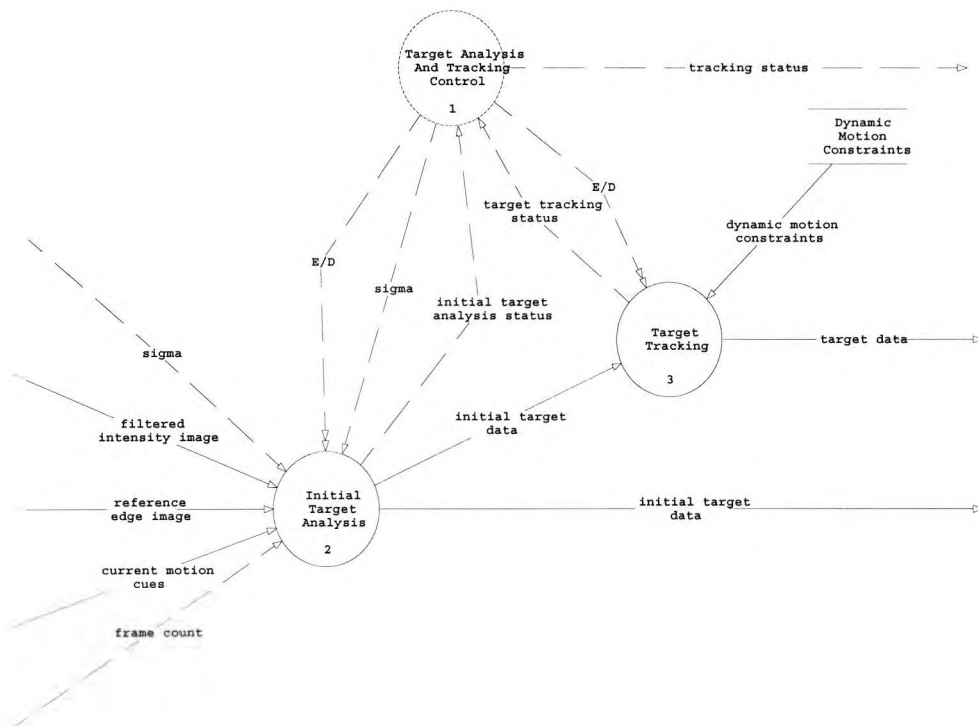 Target Analysis
And Tracking
Control
1
tracking status
Dynamic
Motion
Constraints
E/D
target tracking
status
dynamic motion
constraints
E/D
sigma
initial target
analysis status
Target
Tracking
3
target data
sigma
filtered
intensity image
initial target
data
reference
edge image
Initial
Target
Analysis
2
initial target
data
current motion
cues
frame count